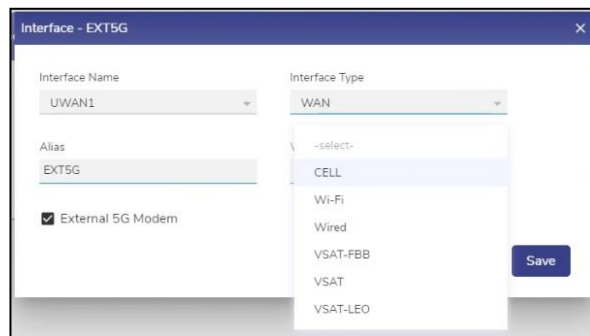 Interface - EXT5G
Interface Name
Interface Type
UWAN1
WAN
Alias
EXT5G
-select-
CELL
Wi-Fi
Wired
VSAT-FBB
VSAT
VSAT-LEO
External 5G Modem
Save